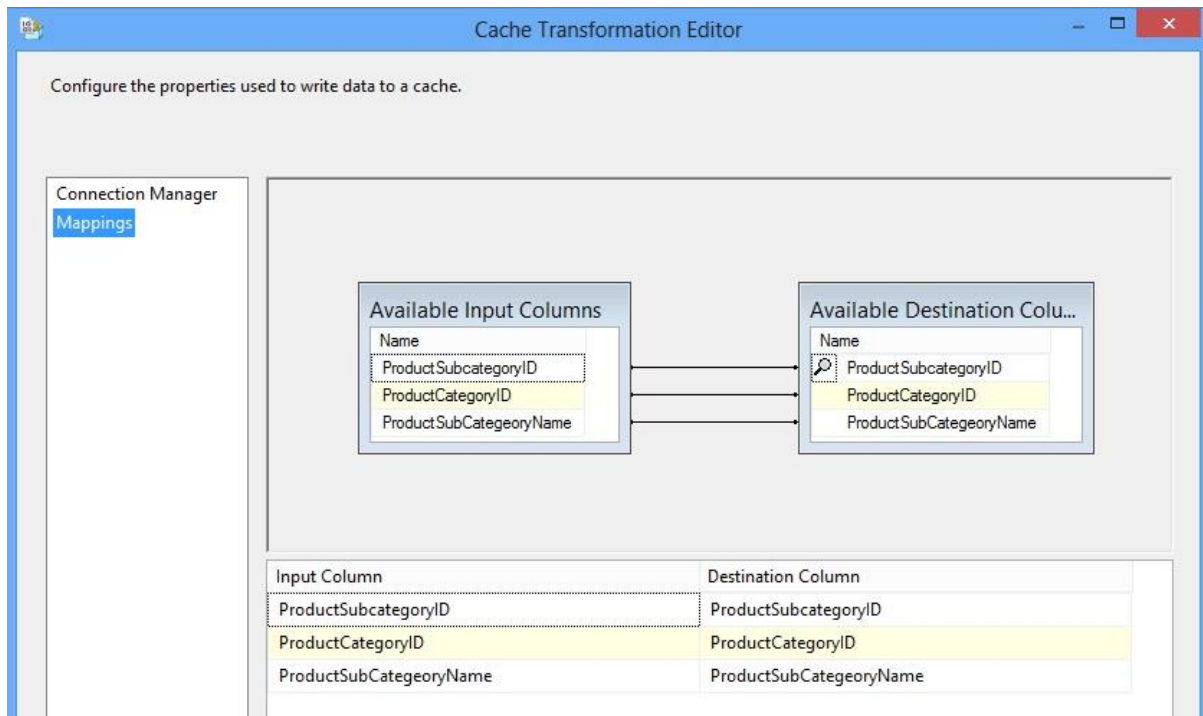 Cache Transformation Editor
Configure the properties used to write data to a cache.
Connection Manager
Mappings
Available Input Columns
Name
ProductSubcategoryID
ProductCategoryID
ProductSubCategeoryName
Available Destination Colu...
Name
ProductSubcategoryID
ProductCategoryID
ProductSubCategeoryName
Input Column Destination Column
ProductSubcategoryID ProductSubcategoryID
ProductCategoryID ProductCategoryID
ProductSubCategeoryName ProductSubCategeoryName